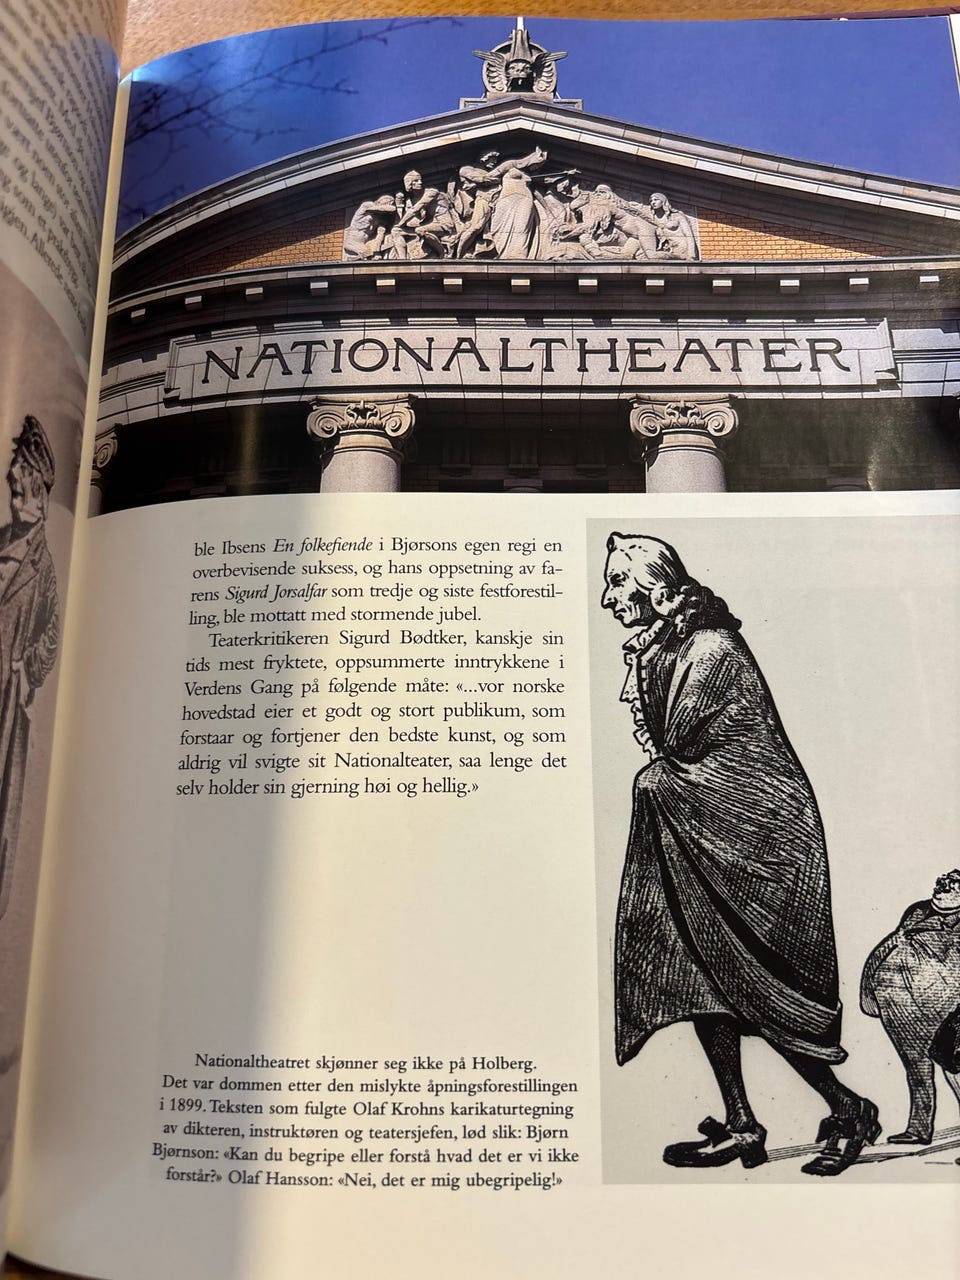 NATIONALTHEATER
ble Ibsens En folkefiende i Bjørsons egen regi en
overbevisende suksess, og hans oppsetning av fa-
rens Sigurd Jorsalfar som tredje og siste festforestil-
ling, ble mottatt med stormende jubel.
Teaterkritikeren Sigurd Bødtker, kanskje sin
tids mest fryktete, oppsummerte inntrykkene i
Verdens Gang på følgende måte: «...vor norske
hovedstad eier et godt og stort publikum, som
forstaar og fortjener den bedste kunst, og som
aldrig vil svigte sit Nationalteater, saa lenge det
selv holder sin gjerning høi og hellig.»
Nationaltheatret skjønner seg ikke på Holberg.
Det var dommen etter den mislykte åpningsforestillingen
i 1899. Teksten som fulgte Olaf Krohns karikaturtegning
av dikteren, instruktøren og teatersjefen, lød slik: Bjørn
Bjørnson: «Kan du begripe eller forstå hvad det er vi ikke
forstår?» Olaf Hansson: «Nei, det er mig ubegripelig!»